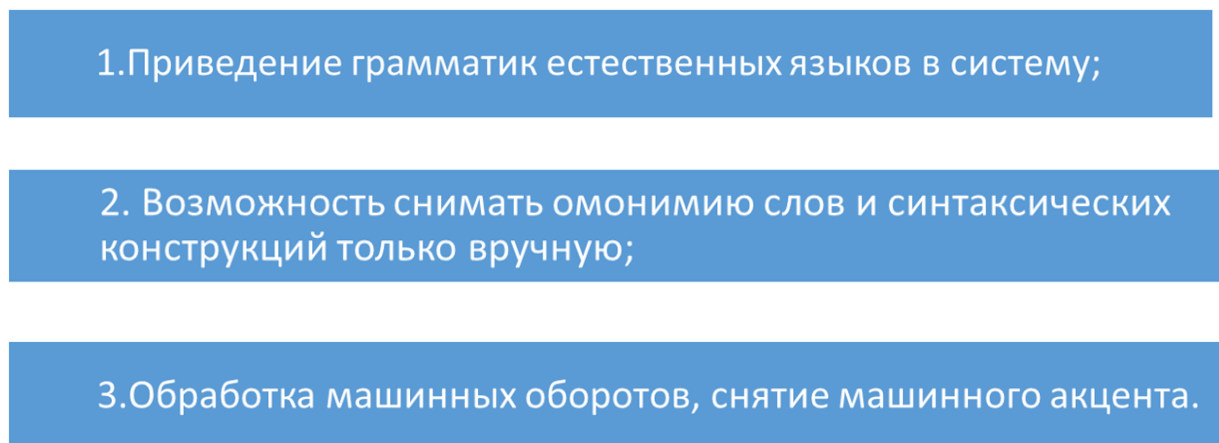 1.Приведение грамматик естественных языков в систему;
2. Возможность снимать омонимию слов и синтаксических
конструкций только вручную;
3.Обработка машинных оборотов, снятие машинного акцента.